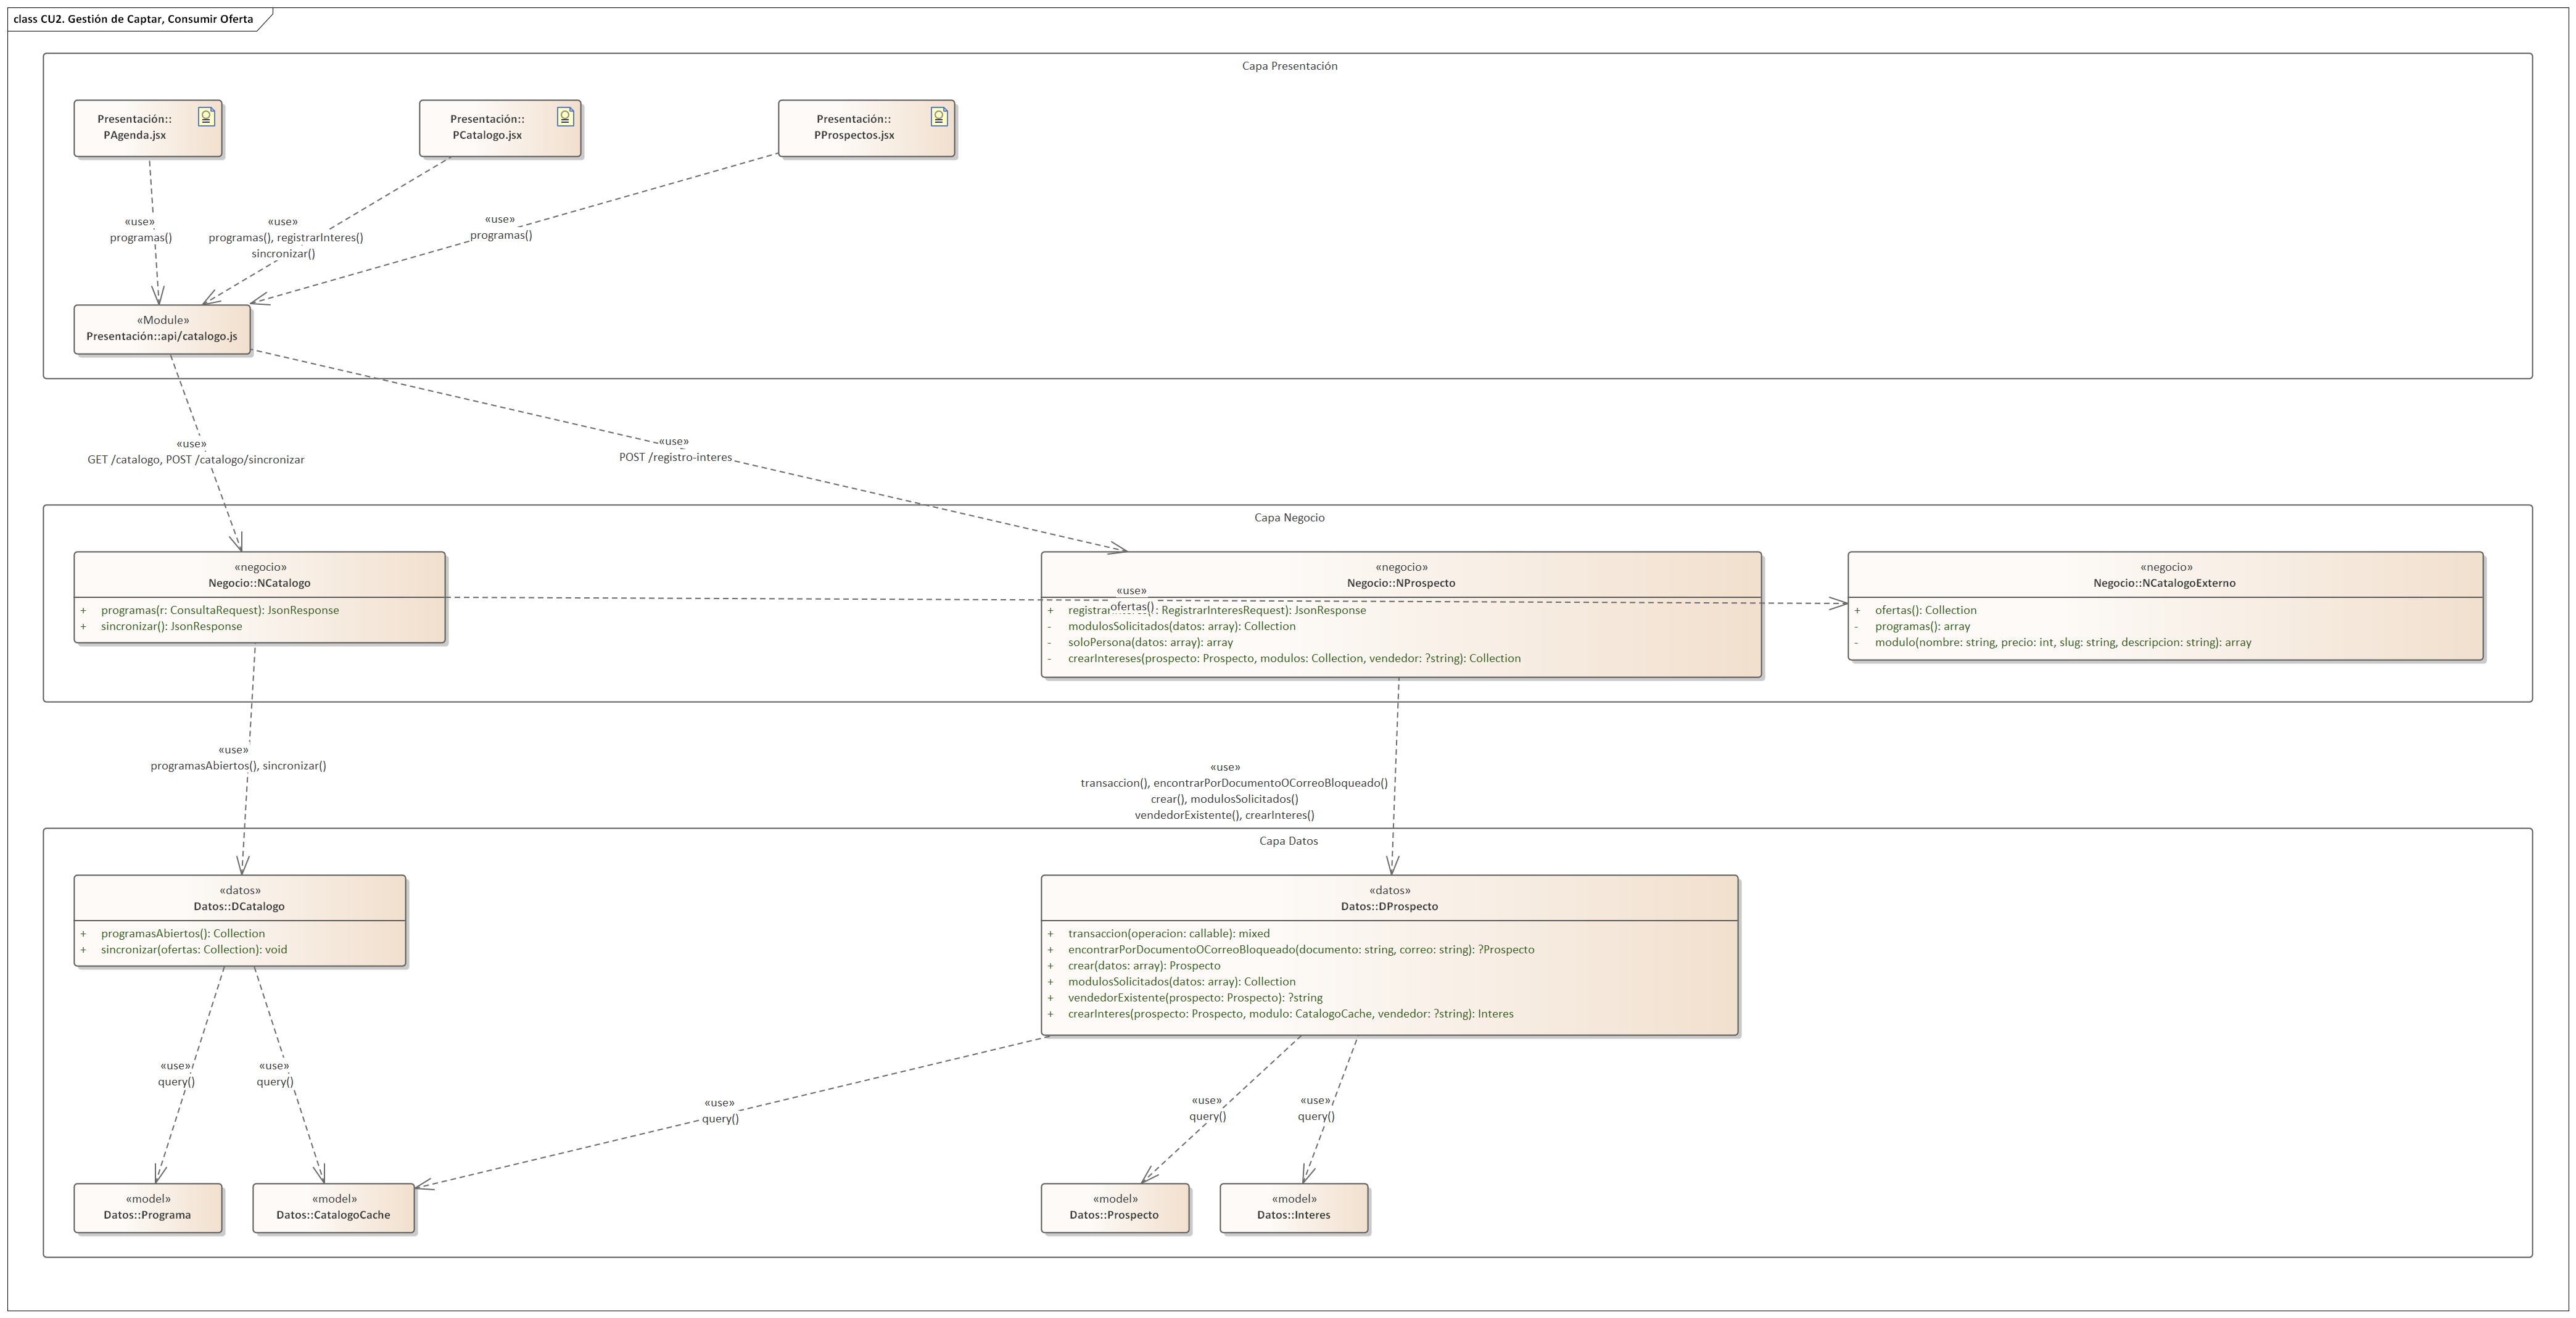 class CU2. Gestión de Captar, Consumir Oferta
Capa Presentación
Presentación::
PAgenda.jsx
Presentación::
PCatalogo.jsx
Presentación::
PProspectos.jsx
«use»
programas()
«use»
programas(), registrarInteres()
sincronizar()
«use»
programas()
«Module»
Presentación::api/catalogo.js
«use»
GET /catalogo, POST /catalogo/sincronizar
«use»
POST /registro-interes
Capa Negocio
«negocio»
Negocio::NCatalogo
+ programas(r: ConsultaRequest): JsonResponse
+ sincronizar(): JsonResponse
«use»
ofertas()
«negocio»
Negocio::NProspecto
+ : RegistrarInteresRequest): JsonResponse
- modulosSolicitados(datos: array): Collection
- soloPersona(datos: array): array
- crearIntereses(prospecto: Prospecto, modulos: Collection, vendedor: ?string): Collection
«negocio»
Negocio::NCatalogoExterno
+ ofertas(): Collection
- programas(): array
- modulo(nombre: string, precio: int, slug: string, descripcion: string): array
«use»
programasAbiertos(), sincronizar()
«use»
transaccion(), encontrarPorDocumentoOCorreoBloqueado()
crear(), modulosSolicitados()
vendedorExistente(), crearInteres()
Capa Datos
«datos»
Datos::DCatalogo
+ programasAbiertos(): Collection
+ sincronizar(ofertas: Collection): void
«datos»
Datos::DProspecto
+ transaccion(operacion: callable): mixed
+ encontrarPorDocumentoOCorreoBloqueado(documento: string, correo: string): ?Prospecto
+ crear(datos: array): Prospecto
+ modulosSolicitados(datos: array): Collection
+ vendedorExistente(prospecto: Prospecto): ?string
+ crearInteres(prospecto: Prospecto, modulo: CatalogoCache, vendedor: ?string): Interes
«use»
query()
«use»
query()
«use»
query()
«use»
query()
«use»
query()
«model»
Datos::Programa
«model»
Datos::CatalogoCache
«model»
Datos::Prospecto
«model»
Datos::Interes